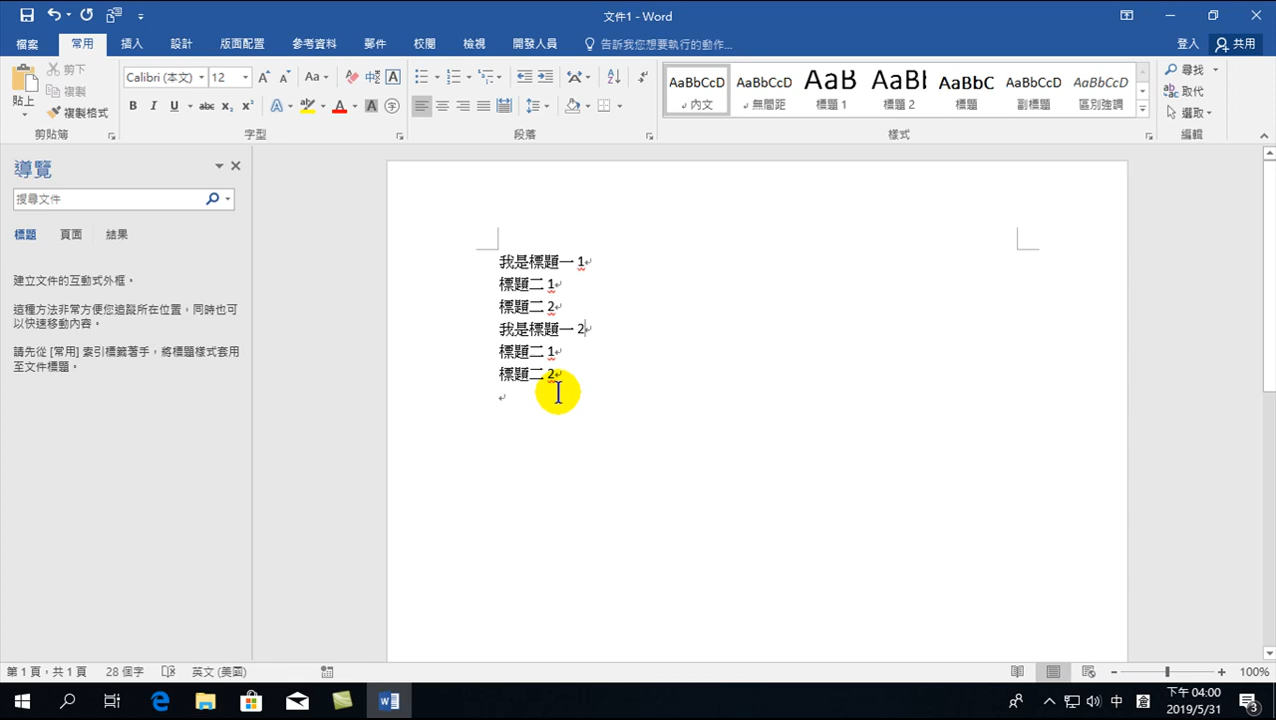 文件1 - Word
檔案 常用 插入 設計 版面配置 參考資料 郵件 校閱 檢視 開發人員 告訴我您想要執行的動作... 登入 共用
貼上
剪下
複製
複製格式
剪貼簿
Calibri (本文) 12
字型
段落
AaBbCcD 內文
AaBbCcD 無間距
AaB 標題 1
AaBl 標題 2
AaBbC 標題
AaBbCcD 副標題
AaBbCcD 區別強調
樣式
尋找
取代
選取
編輯
導覽
搜尋文件
標題 頁面 結果
建立文件的互動式外框。
這種方法非常方便您追蹤所在位置，同時也可
以快速移動內容。
請先從 [常用] 索引標籤著手，將標題樣式套用
至文件標題。
我是標題一 1
標題二 1
標題二 2
我是標題一 2
標題二 1
標題二 2
第 1 頁，共 1 頁 28 個字 英文 (美國) 100%
中 下午 04:00
2019/5/31
3